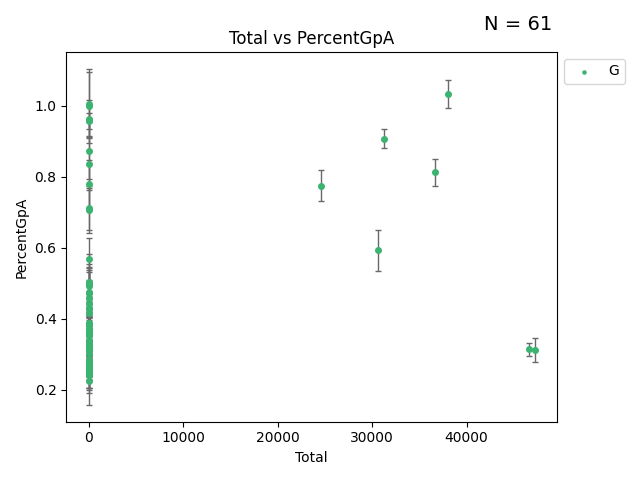 N = 61
Total vs PercentGpA
G
PercentGpA
1.0
0.8
0.6
0.4
0.2
0 10000 20000 30000 40000
Total